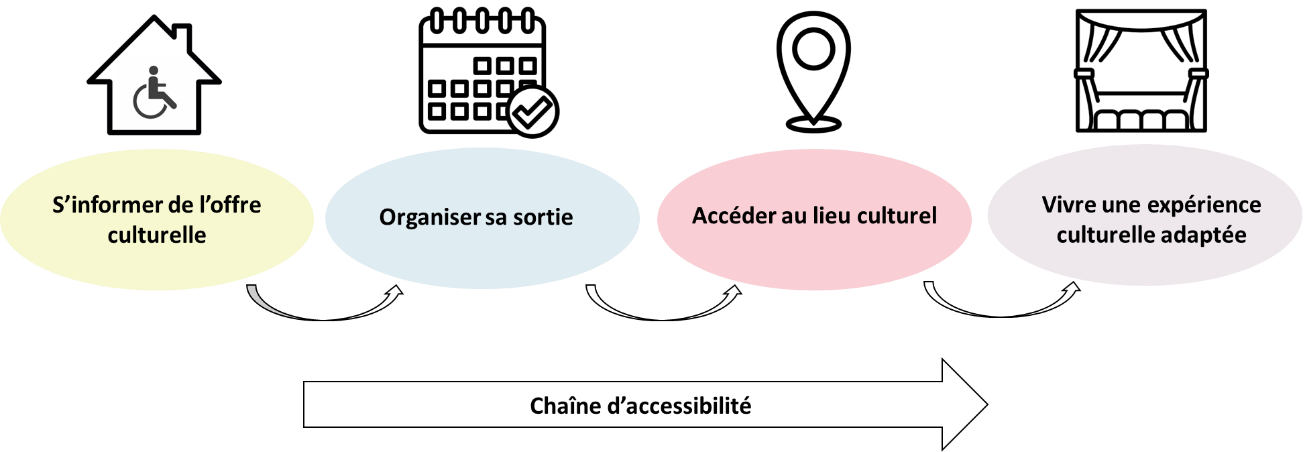 S’informer de l’offre
culturelle
Organiser sa sortie
Accéder au lieu culturel
Vivre une expérience
culturelle adaptée
Chaîne d’accessibilité